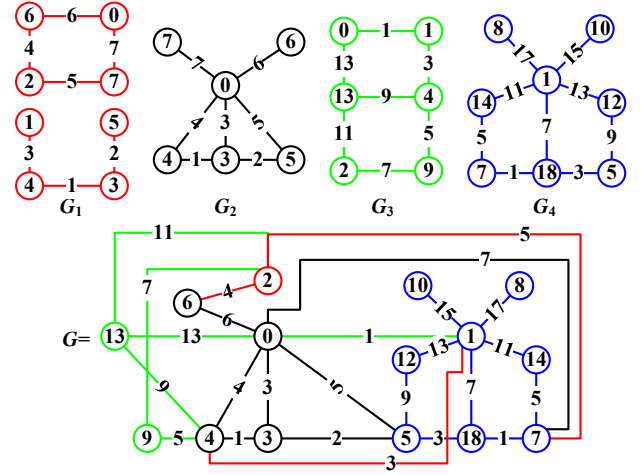 6 6 0
4 7
2 5 7
1 5
3 2
4 1 3
G1
7 6
7 6
0
4 3 5
4 1 3 2 5
G2
0 1 1
13 3
13 9 4
11 5
2 7 9
G3
8 10
17 15
1
14 11 13 12
5 7 9
7 1 18 3 5
G4
11 5
7 2 4 7
6 6
10 8
15 17
G= 13 13 0 1 1
12 13 11 14
9 4 3 5 9 7 5
9 5 4 1 3 2 5 3 18 1 7
3